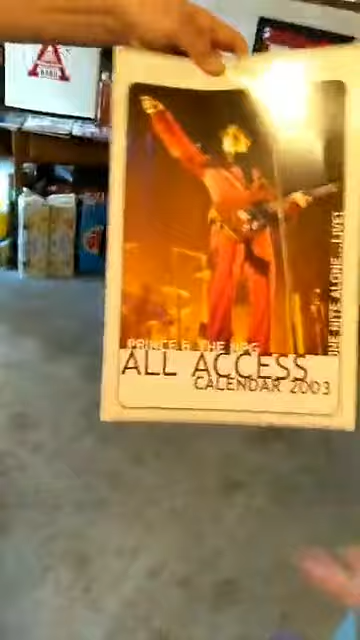 PRINCE & THE NPG
ALL ACCESS
CALENDAR 2003
ONE NITE ALONE...LIVE!
A